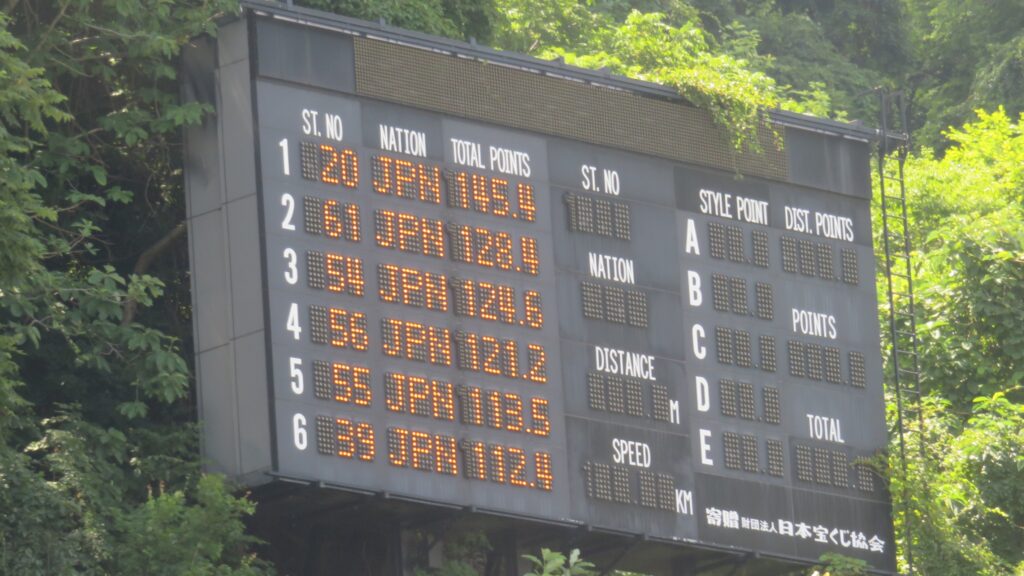 ST. NO NATION TOTAL POINTS
1 20 JPN 145.4
2 61 JPN 128.4
3 54 JPN 124.6
4 56 JPN 121.2
5 55 JPN 113.5
6 39 JPN 112.4
ST. NO
NATION
DISTANCE
M
SPEED
KM
STYLE POINT DIST. POINTS
A
B
C
D
E
POINTS
TOTAL
寄贈 財団法人 日本宝くじ協会